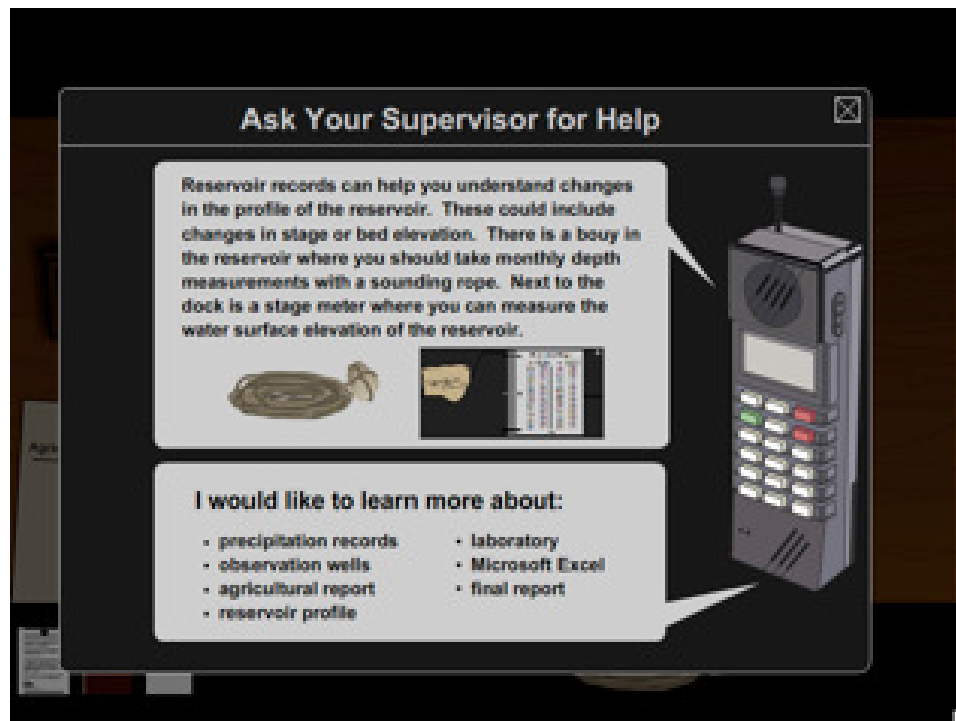 Ask Your Supervisor for Help
Reservoir records can help you understand changes
in the profile of the reservoir. These could include
changes in stage or bed elevation. There is a bouy in
the reservoir where you should take monthly depth
measurements with a sounding rope. Next to the
dock is a stage meter where you can measure the
water surface elevation of the reservoir.
I would like to learn more about:
• precipitation records
• observation wells
• agricultural report
• reservoir profile
• laboratory
• Microsoft Excel
• final report